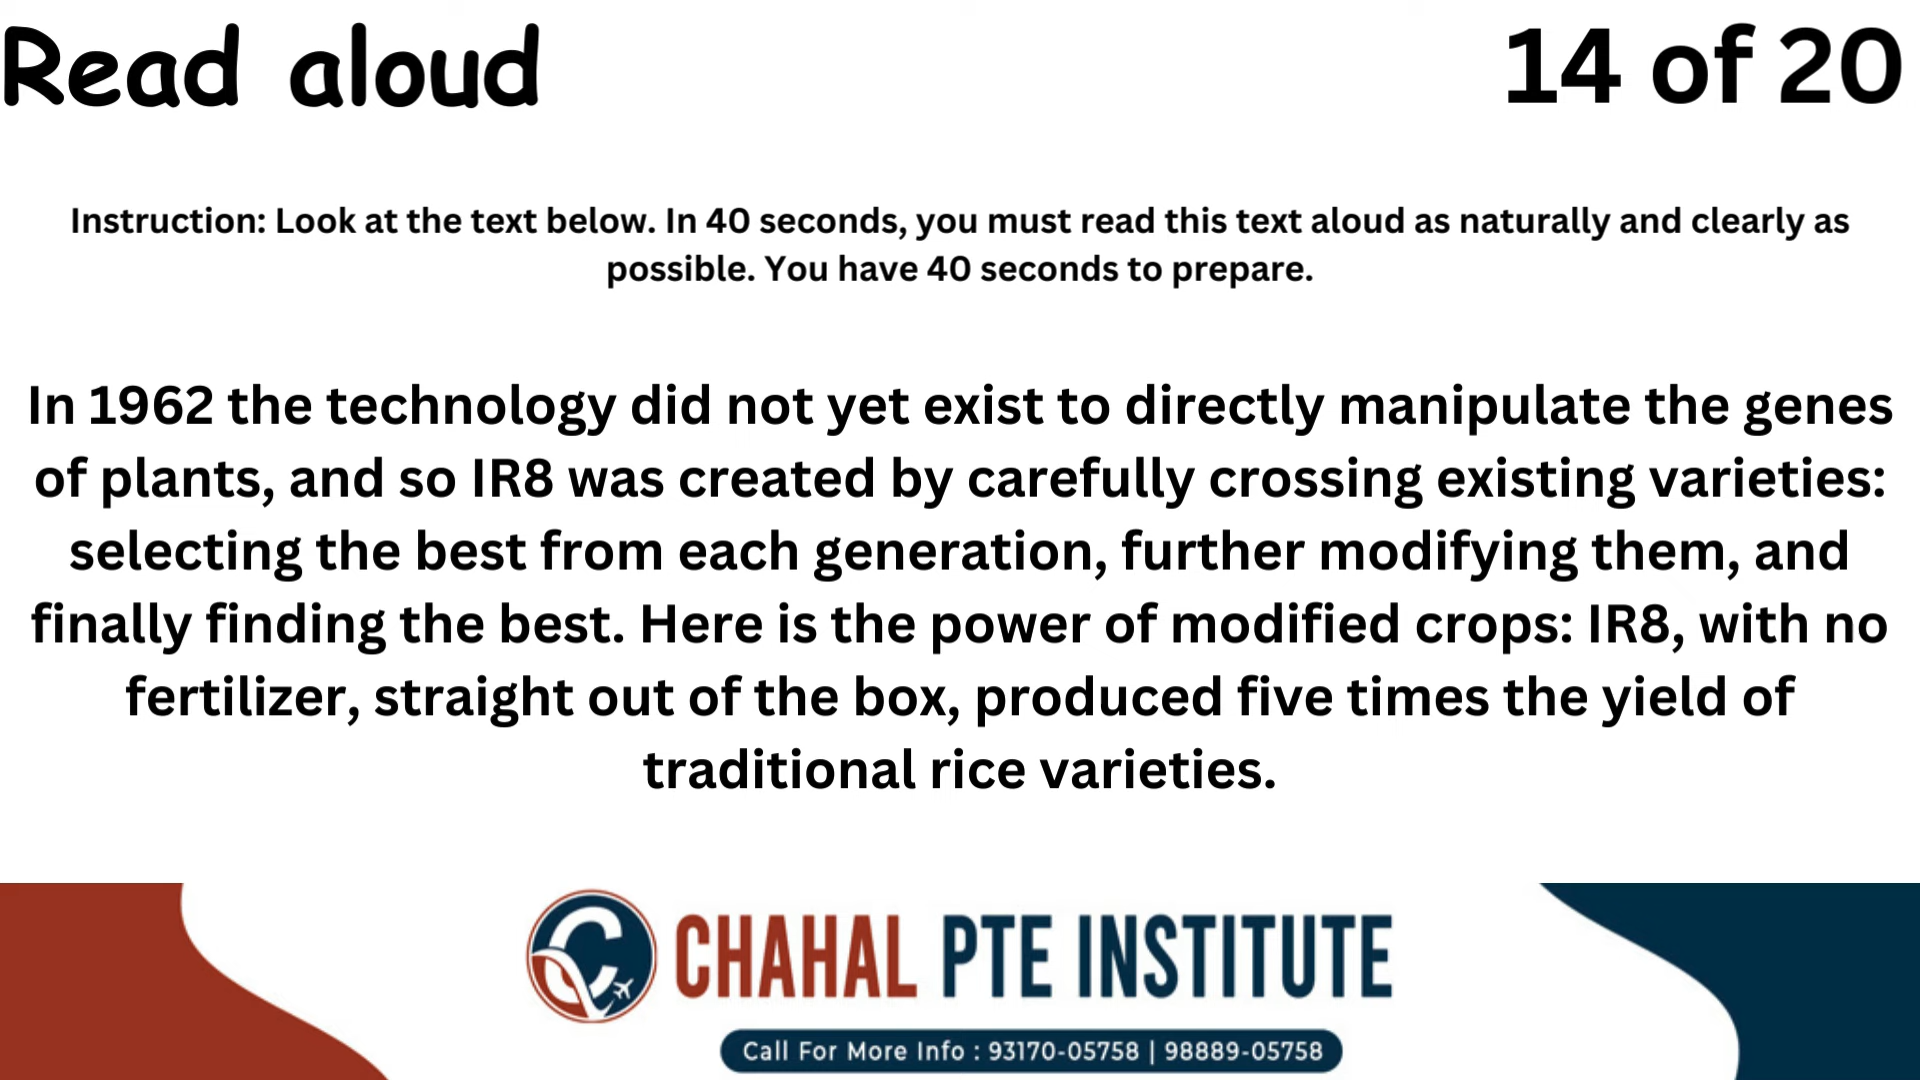 Read aloud
14 of 20
Instruction: Look at the text below. In 40 seconds, you must read this text aloud as naturally and clearly as
possible. You have 40 seconds to prepare.
In 1962 the technology did not yet exist to directly manipulate the genes
of plants, and so IR8 was created by carefully crossing existing varieties:
selecting the best from each generation, further modifying them, and
finally finding the best. Here is the power of modified crops: IR8, with no
fertilizer, straight out of the box, produced five times the yield of
traditional rice varieties.
CHAHAL PTE INSTITUTE
Call For More Info : 93170-05758 | 98889-05758